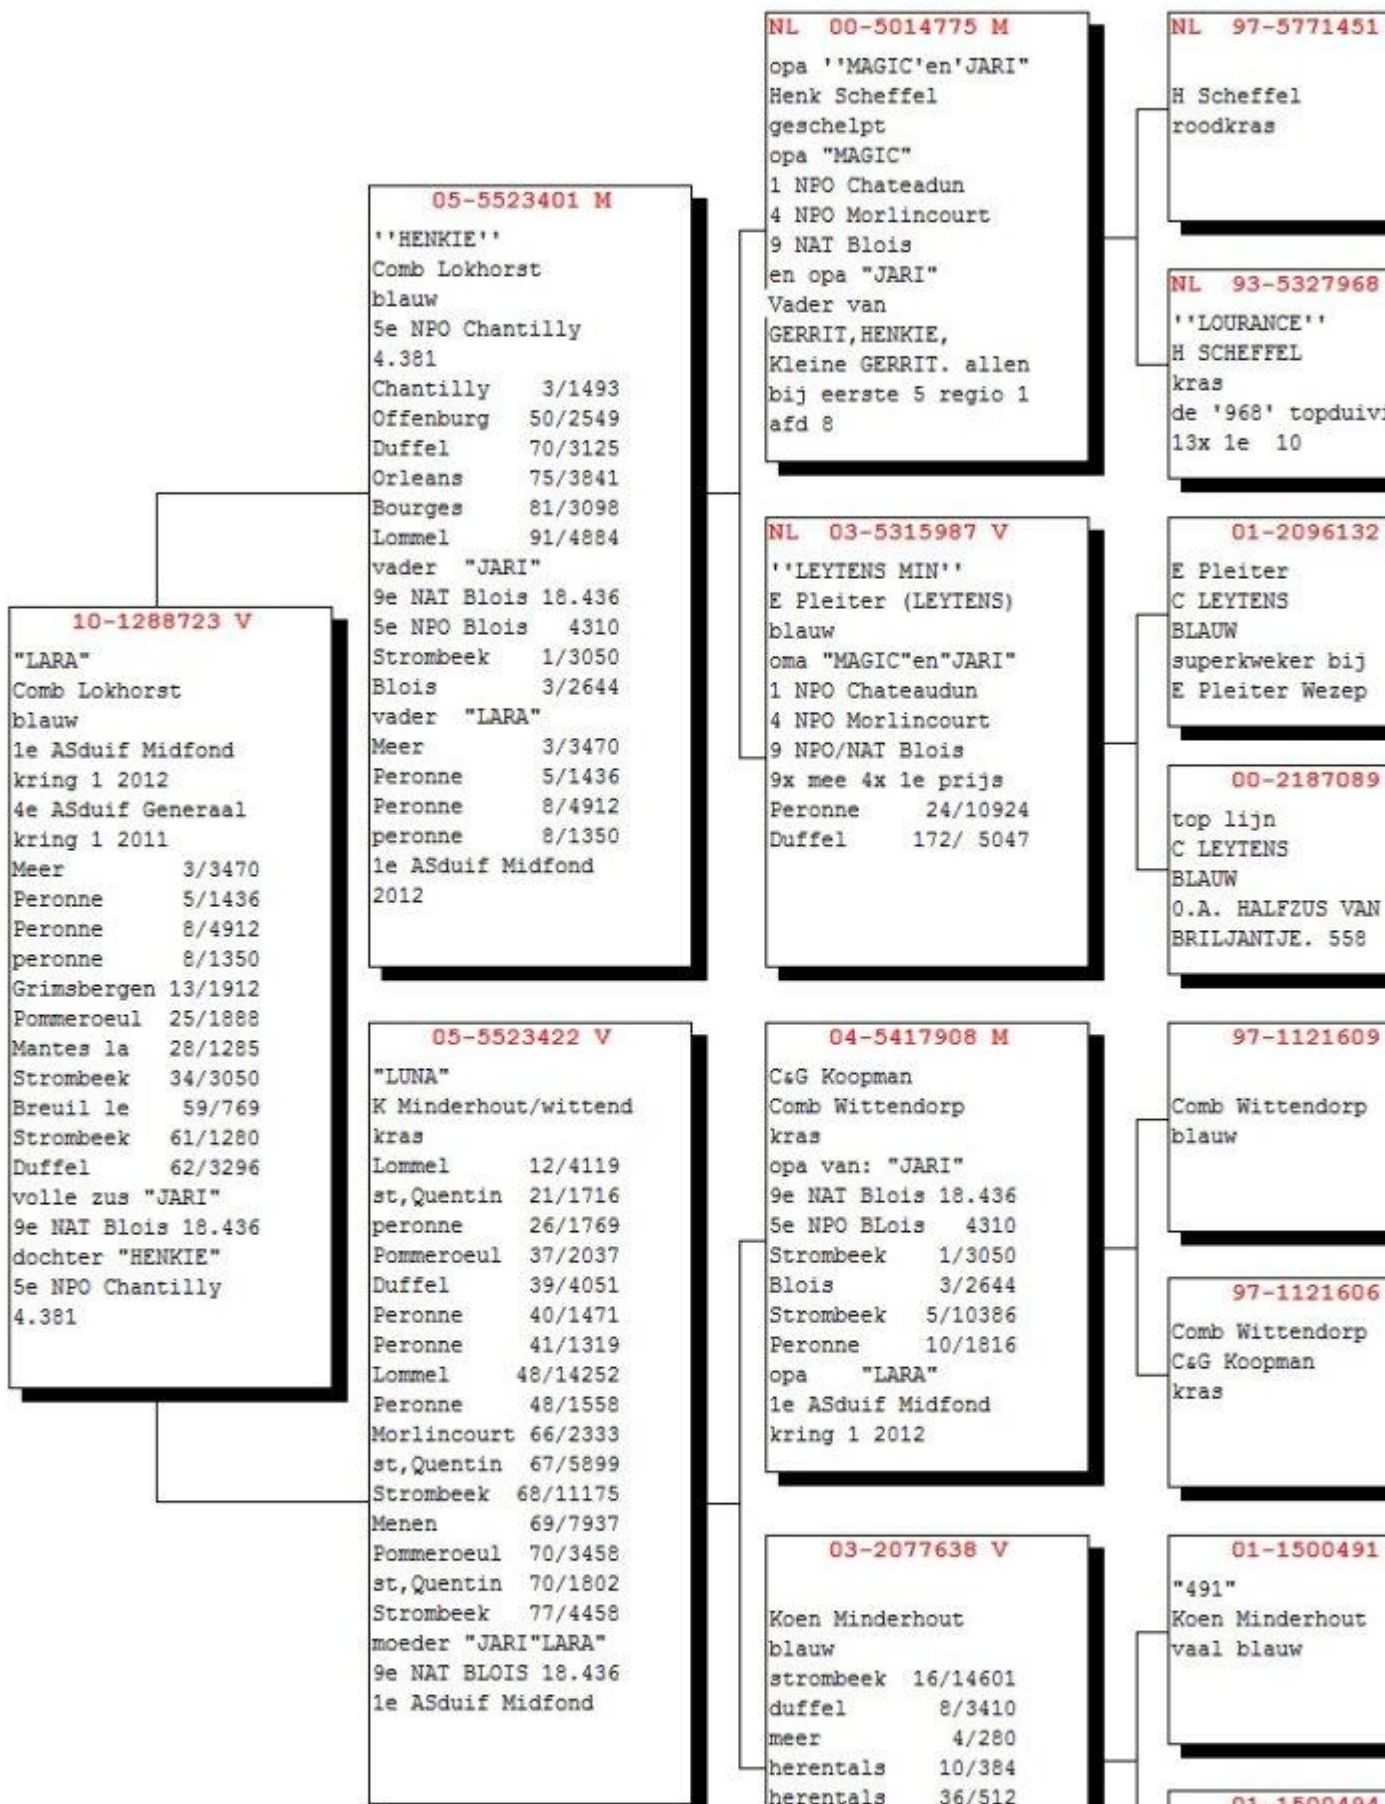 10-1288723 V
"LARA"
Comb Lokhorst
blauw
1e ASduif Midfond
kring 1 2012
4e ASduif Generaal
kring 1 2011
Meer 3/3470
Peronne 5/1436
Peronne 8/4912
peronne 8/1350
Grimsbergen 13/1912
Pommeroeul 25/1888
Mantes la 28/1285
Strombeek 34/3050
Breuil le 59/769
Strombeek 61/1280
Duffel 62/3296
volle zus "JARI"
9e NAT Blois 18.436
dochter "HENKIE"
5e NPO Chantilly
4.381
05-5523401 M
''HENKIE''
Comb Lokhorst
blauw
5e NPO Chantilly
4.381
Chantilly 3/1493
Offenburg 50/2549
Duffel 70/3125
Orleans 75/3841
Bourges 81/3098
Lommel 91/4884
vader "JARI"
9e NAT Blois 18.436
5e NPO Blois 4310
Strombeek 1/3050
Blois 3/2644
vader "LARA"
Meer 3/3470
Peronne 5/1436
Peronne 8/4912
peronne 8/1350
1e ASduif Midfond
2012
05-5523422 V
"LUNA"
K Minderhout/wittend
kras
Lommel 12/4119
st,Quentin 21/1716
peronne 26/1769
Pommeroeul 37/2037
Duffel 39/4051
Peronne 40/1471
Peronne 41/1319
Lommel 48/14252
Peronne 48/1558
Morlincourt 66/2333
st,Quentin 67/5899
Strombeek 68/11175
Menen 69/7937
Pommeroeul 70/3458
st,Quentin 70/1802
Strombeek 77/4458
moeder "JARI"LARA"
9e NAT BLOIS 18.436
1e ASduif Midfond
NL 00-5014775 M
opa ''MAGIC'en'JARI"
Henk Scheffel
geschelpt
opa "MAGIC"
1 NPO Chateadun
4 NPO Morlincourt
9 NAT Blois
en opa "JARI"
Vader van
GERRIT,HENKIE,
Kleine GERRIT. allen
bij eerste 5 regio 1
afd 8
NL 03-5315987 V
''LEYTENS MIN''
E Pleiter (LEYTENS)
blauw
oma "MAGIC"en"JARI"
1 NPO Chateaudun
4 NPO Morlincourt
9 NPO/NAT Blois
9x mee 4x 1e prijs
Peronne 24/10924
Duffel 172/ 5047
04-5417908 M
C&G Koopman
Comb Wittendorp
kras
opa van: "JARI"
9e NAT Blois 18.436
5e NPO BLois 4310
Strombeek 1/3050
Blois 3/2644
Strombeek 5/10386
Peronne 10/1816
opa "LARA"
1e ASduif Midfond
kring 1 2012
03-2077638 V
Koen Minderhout
blauw
strombeek 16/14601
duffel 8/3410
meer 4/280
herentals 10/384
herentals 36/512
NL 97-5771451
H Scheffel
roodkras
NL 93-5327968
''LOURANCE''
H SCHEFFEL
kras
de '968' topduivi
13x 1e 10
01-2096132
E Pleiter
C LEYTENS
BLAUW
superkweker bij
E Pleiter Wezep
00-2187089
top lijn
C LEYTENS
BLAUW
O.A. HALFZUS VAN
BRILJANTJE. 558
97-1121609
Comb Wittendorp
blauw
97-1121606
Comb Wittendorp
C&G Koopman
kras
01-1500491
"491"
Koen Minderhout
vaal blauw
01-1500494